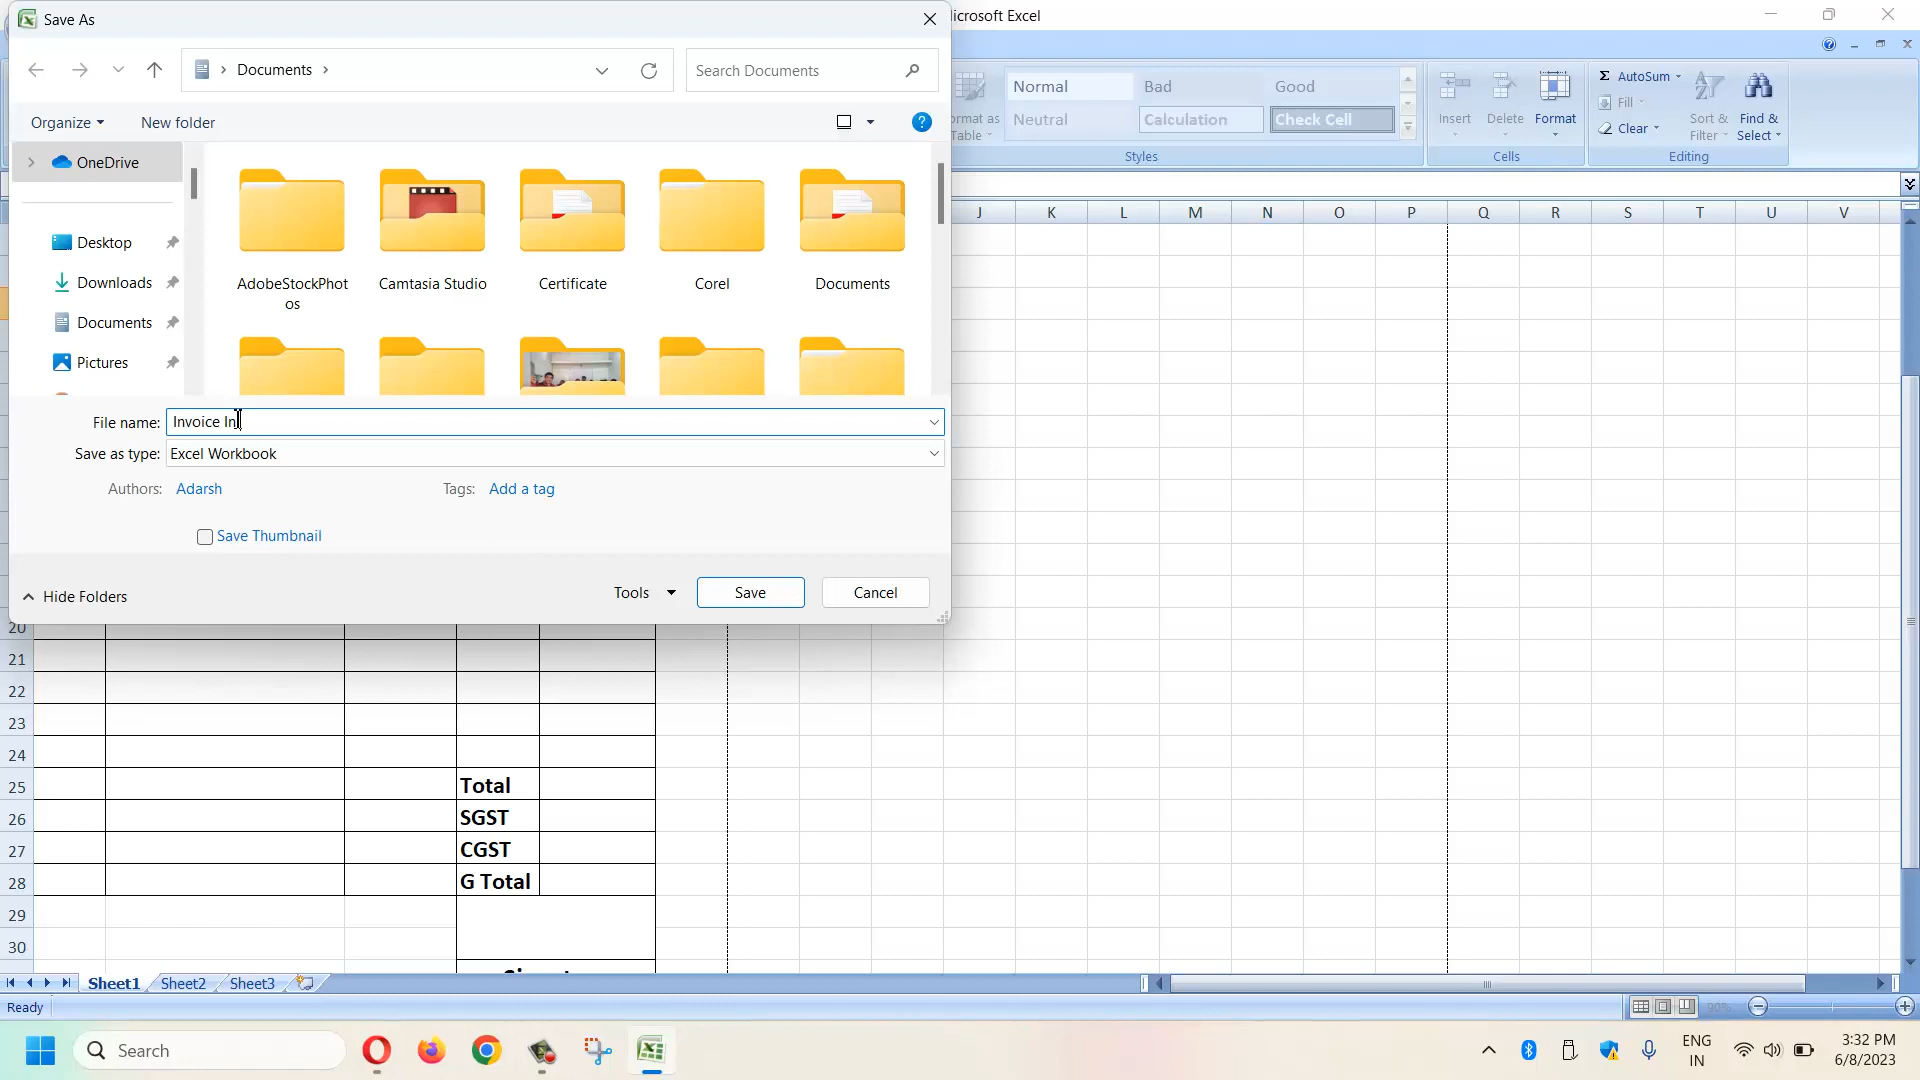 Save As
icrosoft Excel
Documents
Search Documents
Organize
New folder
OneDrive
Desktop
Downloads
Documents
Pictures
AdobeStockPhot
os
Camtasia Studio
Certificate
Corel
Documents
File name: Invoice In
Save as type: Excel Workbook
Authors: Adarsh
Tags: Add a tag
Save Thumbnail
Hide Folders
Tools
Save
Cancel
ormat as
Table
Normal
Bad
Good
Neutral
Calculation
Check Cell
Styles
Insert
Delete
Format
Cells
Σ AutoSum
Fill
Clear
Sort &
Filter
Find &
Select
Editing
J K L M N O P Q R S T U V
20
21
22
23
24
25 Total
26 SGST
27 CGST
28 G Total
29
30
Sheet1 Sheet2 Sheet3
Ready
90%
Search
ENG
IN
3:32 PM
6/8/2023